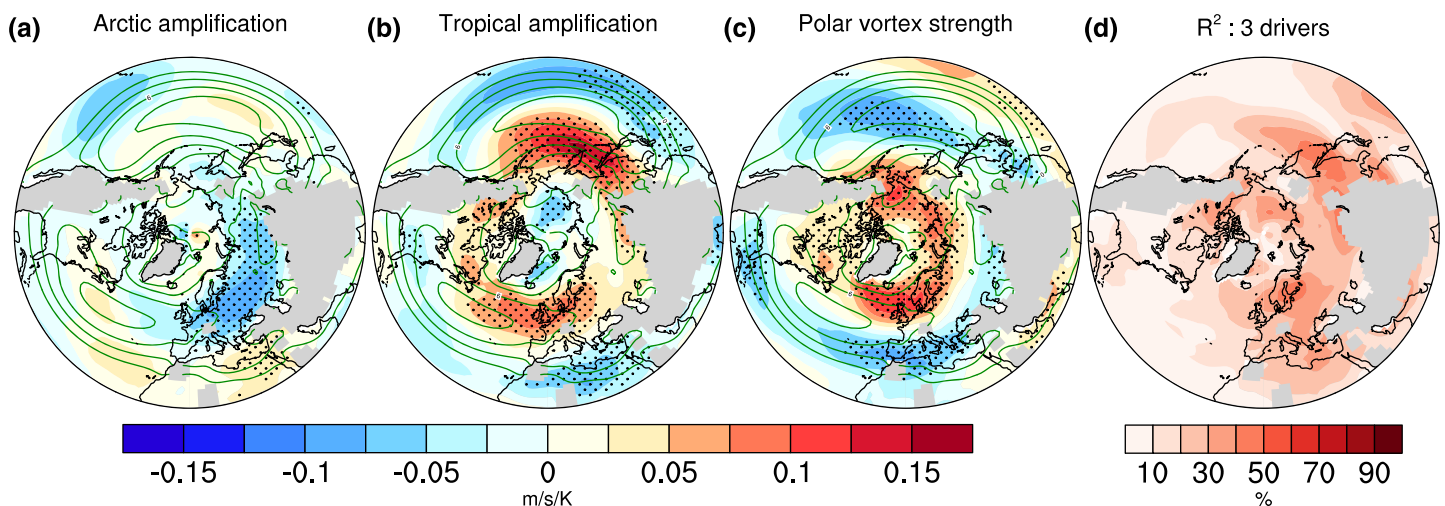 (a) Arctic amplification
(b) Tropical amplification
(c) Polar vortex strength
(d) R² : 3 drivers
-0.15 -0.1 -0.05 0 0.05 0.1 0.15
m/s/K
10 30 50 70 90
%